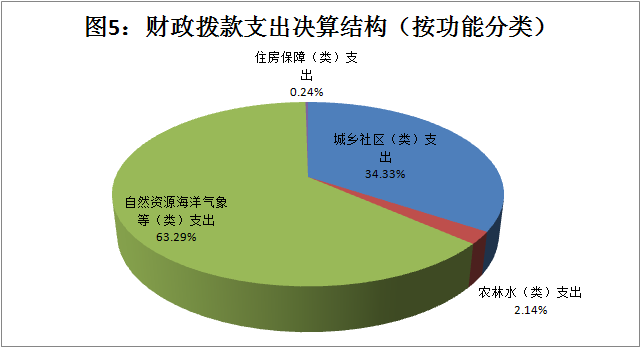 图5：财政拨款支出决算结构（按功能分类）
住房保障（类）支
出
0.24%
城乡社区（类）支
出
34.33%
自然资源海洋气象
等（类）支出
63.29%
农林水（类）支出
2.14%